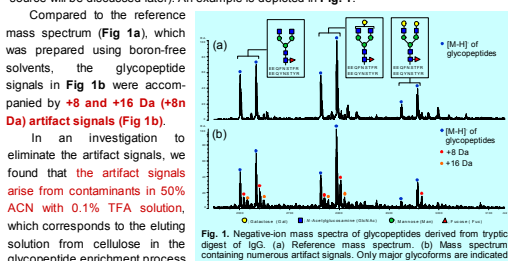 source will be discussed later). An example is depicted in Fig. 1.
Compared to the reference
mass spectrum (Fig 1a), which
was prepared using boron-free
solvents, the glycopeptide
signals in Fig 1b were accom-
panied by +8 and +16 Da (+8n
Da) artifact signals (Fig 1b).
In an investigation to
eliminate the artifact signals, we
found that the artifact signals
arise from contaminants in 50%
ACN with 0.1% TFA solution,
which corresponds to the eluting
solution from cellulose in the
glycopeptide enrichment process
(a)
EEQFNSTFR
EEQYNSTYR
EEQFNSTFR
EEQYNSTYR
EEQFNSTFR
EEQYNSTYR
[M-H] of
glycopeptides
(b)
[M-H] of
glycopeptides
+8 Da
+16 Da
Galactose (Gal)
N-Acetylglucosamine (GlcNAc)
Mannose (Man)
Fucose (Fuc)
Fig. 1. Negative-ion mass spectra of glycopeptides derived from tryptic
digest of IgG. (a) Reference mass spectrum. (b) Mass spectrum
containing numerous artifact signals. Only major glycoforms are indicated